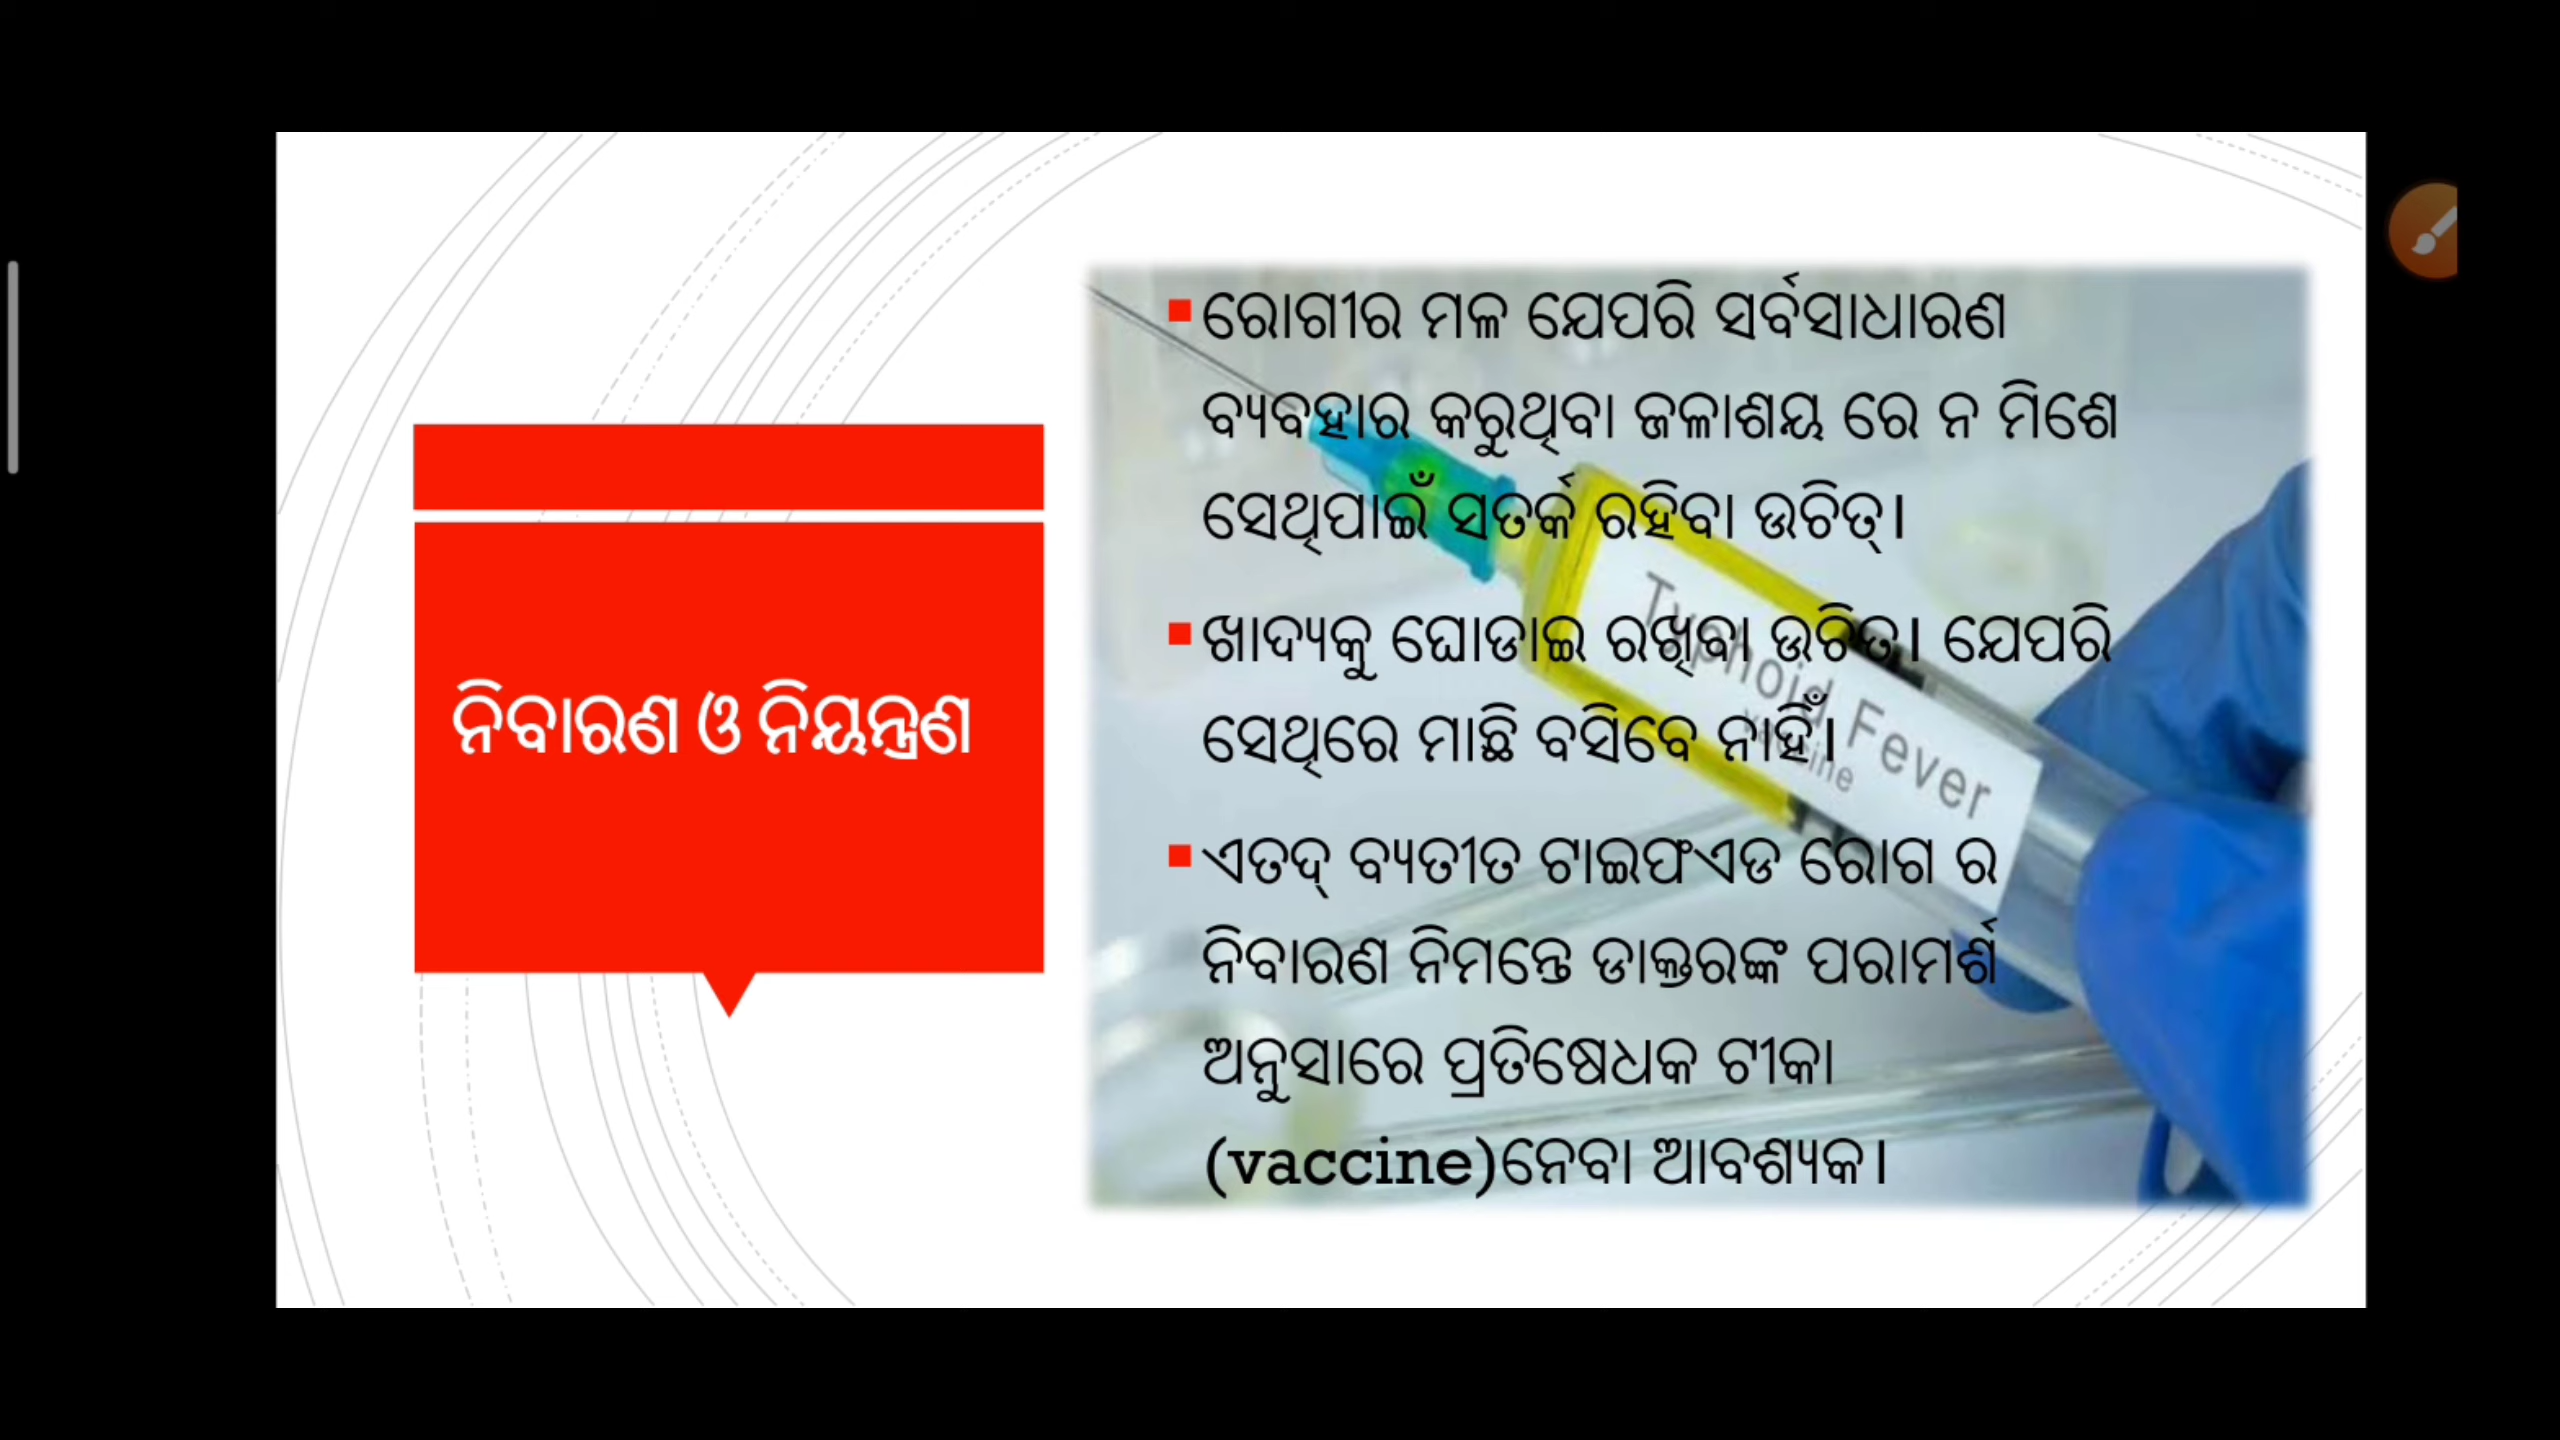 ନିବାରଣ ଓ ନିୟନ୍ତ୍ରଣ
ରୋଗୀର ମଳ ଯେପରି ସର୍ବସାଧାରଣ
ବ୍ୟବହାର କରୁଥିବା ଜଳାଶୟ ରେ ନ ମିଶେ
ସେଥିପାଇଁ ସତର୍କ ରହିବା ଉଚିତ୍।
ଖାଦ୍ୟକୁ ଘୋଡାଇ ରଖିବା ଉଚିତ। ଯେପରି
ସେଥିରେ ମାଛି ବସିବେ ନାହିଁ।
ଏତଦ୍ ବ୍ୟତୀତ ଟାଇଫଏଡ ରୋଗ ର
ନିବାରଣ ନିମନ୍ତେ ଡାକ୍ତରଙ୍କ ପରାମର୍ଶ
ଅନୁସାରେ ପ୍ରତିଷେଧକ ଟୀକା
(vaccine)ନେବା ଆବଶ୍ୟକ।
Typhoid Fever
vaccine